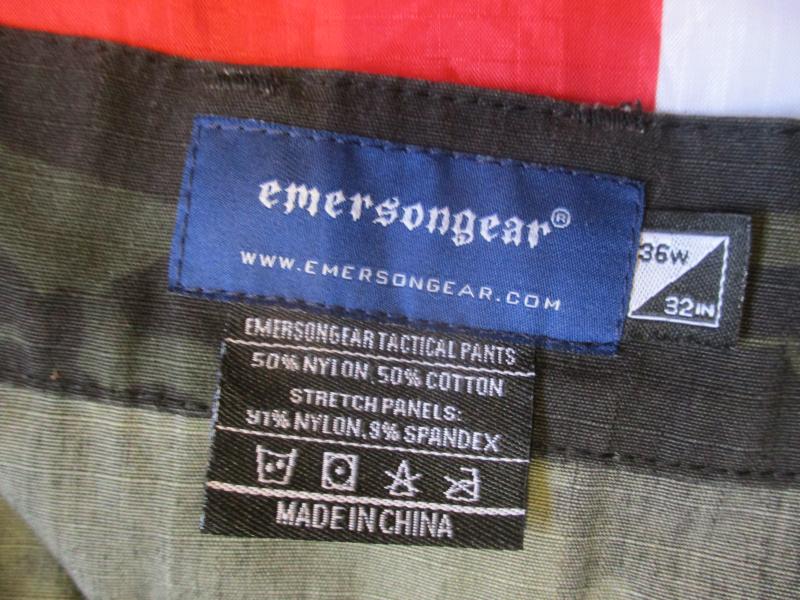 emersongear®
WWW.EMERSONGEAR.COM
36W
32IN
EMERSONGEAR TACTICAL PANTS
50% NYLON, 50% COTTON
STRETCH PANELS:
91% NYLON, 9% SPANDEX
MADE IN CHINA